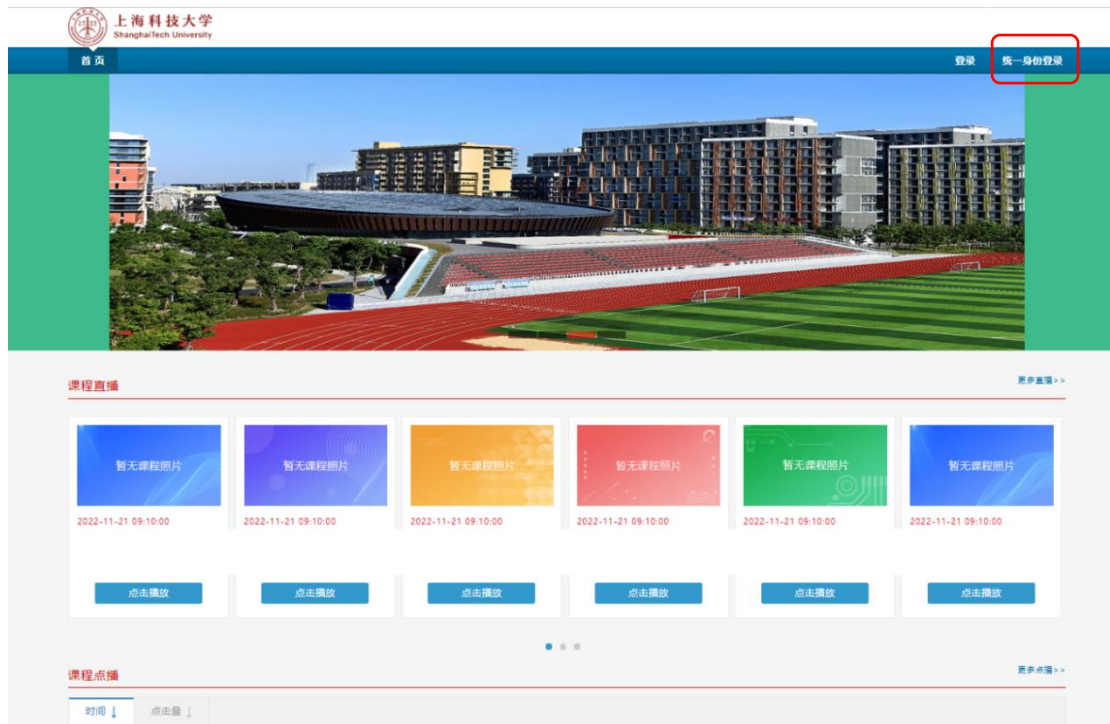 上海科技大学
ShanghaiTech University
首页
登录
统一身份登录
课程直播
更多直播>>
暂无课程照片
暂无课程照片
暂无课程照片
暂无课程照片
暂无课程照片
暂无课程照片
2022-11-21 09:10:00
2022-11-21 09:10:00
2022-11-21 09:10:00
2022-11-21 09:10:00
2022-11-21 09:10:00
2022-11-21 09:10:00
点击播放
点击播放
点击播放
点击播放
点击播放
点击播放
课程点播
更多点播>>
时间↓
点击量↓